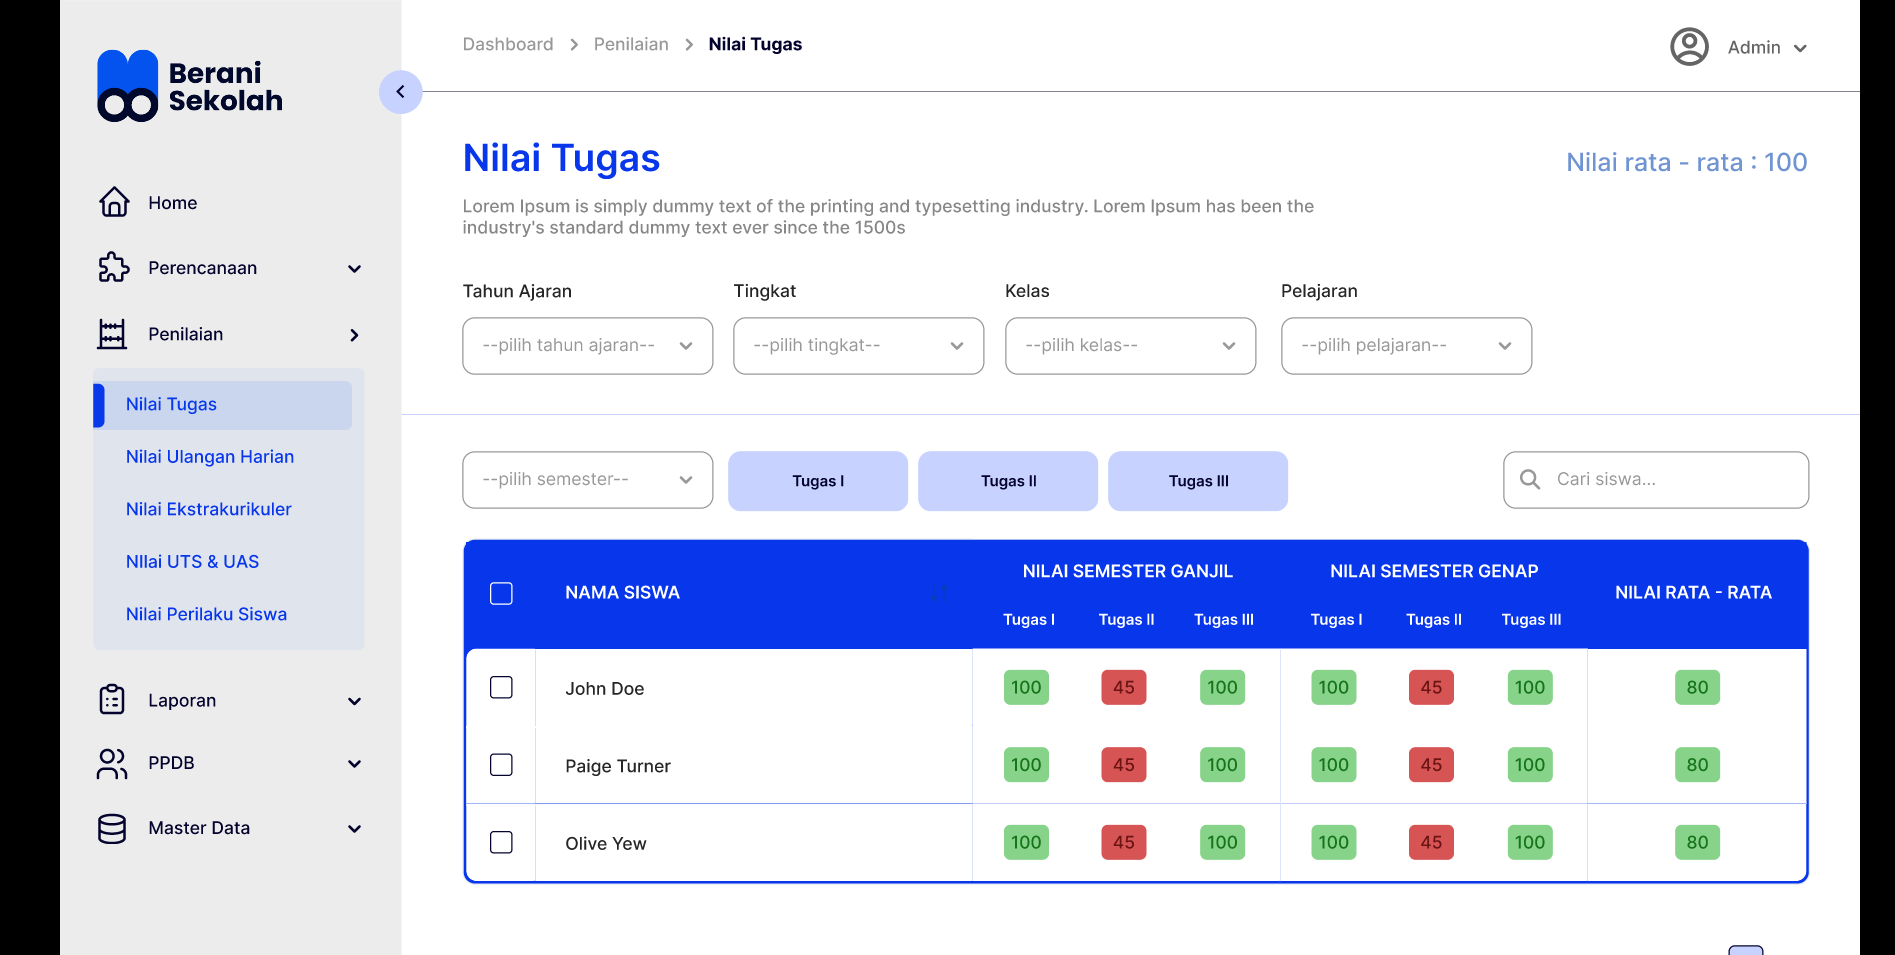 Berani
Sekolah
Home
Perencanaan
Penilaian
Nilai Tugas
Nilai Ulangan Harian
Nilai Ekstrakurikuler
NIlai UTS & UAS
Nilai Perilaku Siswa
Laporan
PPDB
Master Data
Dashboard > Penilaian > Nilai Tugas
Admin
Nilai Tugas
Nilai rata - rata : 100
Lorem Ipsum is simply dummy text of the printing and typesetting industry. Lorem Ipsum has been the
industry's standard dummy text ever since the 1500s
Tahun Ajaran Tingkat Kelas Pelajaran
--pilih tahun ajaran-- --pilih tingkat-- --pilih kelas-- --pilih pelajaran--
--pilih semester-- Tugas I Tugas II Tugas III Cari siswa...
NAMA SISWA NILAI SEMESTER GANJIL NILAI SEMESTER GENAP NILAI RATA - RATA
Tugas I Tugas II Tugas III Tugas I Tugas II Tugas III
John Doe 100 45 100 100 45 100 80
Paige Turner 100 45 100 100 45 100 80
Olive Yew 100 45 100 100 45 100 80